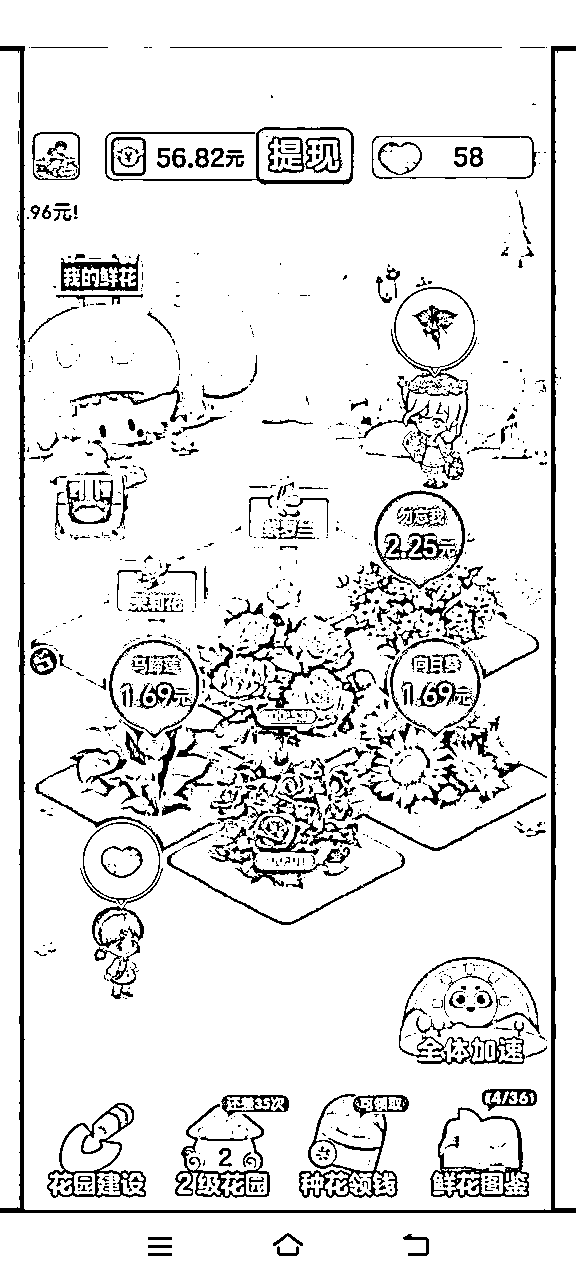 56.82元
提现
58
.96元!
我的鲜花
勿忘我
2.25元
紫罗兰
茉莉花
马蹄莲
1.69元
向日葵
1.69元
全体加速
还差35次
可领取
(4/36)
2
花园建设
2级花园
种花领钱
鲜花图鉴